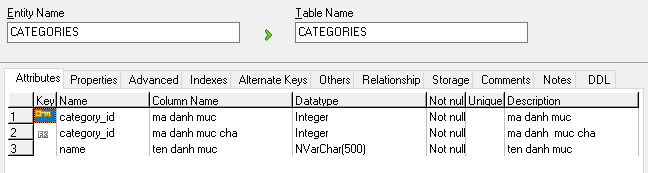 Entity Name Table Name
CATEGORIES CATEGORIES
Attributes Properties Advanced Indexes Alternate Keys Others Relationship Storage Comments Notes DDL
Key Name Column Name Datatype Not nul Unique Description
1 category_id ma danh muc Integer Not null ma danh muc
2 FK category_id ma danh muc cha Integer Not null ma danh muc cha
3 name ten danh muc NVarChar(500) Not null ten danh muc